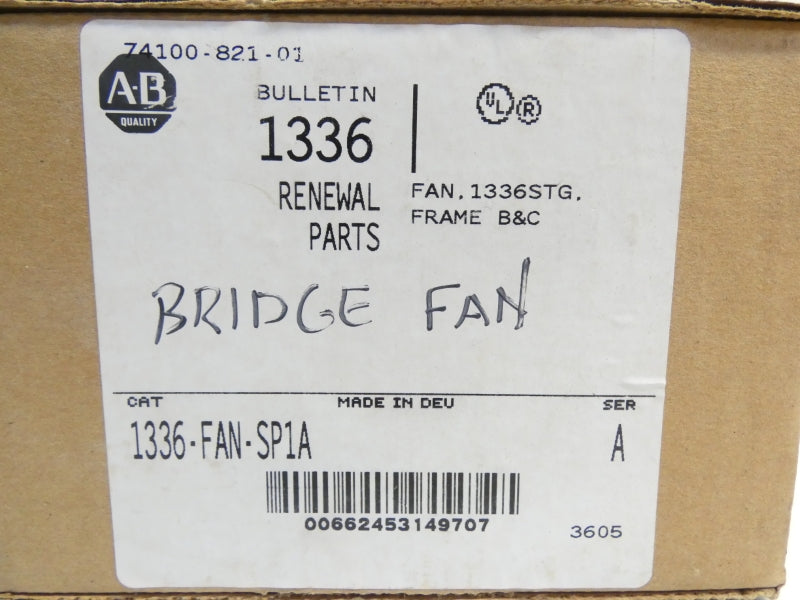 74100-821-01
A-B
QUALITY
BULLETIN
1336
RENEWAL
PARTS
UL R
FAN, 1336STG,
FRAME B&C
BRIDGE FAN
CAT MADE IN DEU SER
1336-FAN-SP1A A
00662453149707
3605